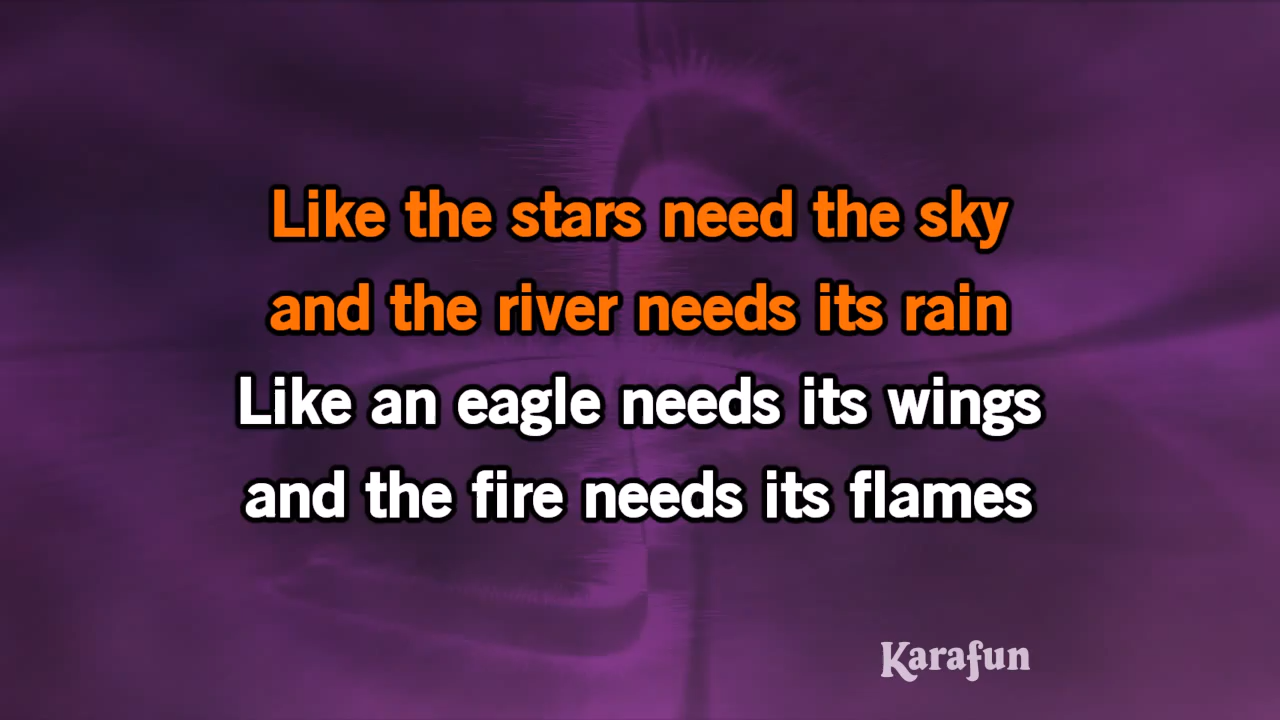 Like the stars need the sky
and the river needs its rain
Like an eagle needs its wings
and the fire needs its flames
Karafun